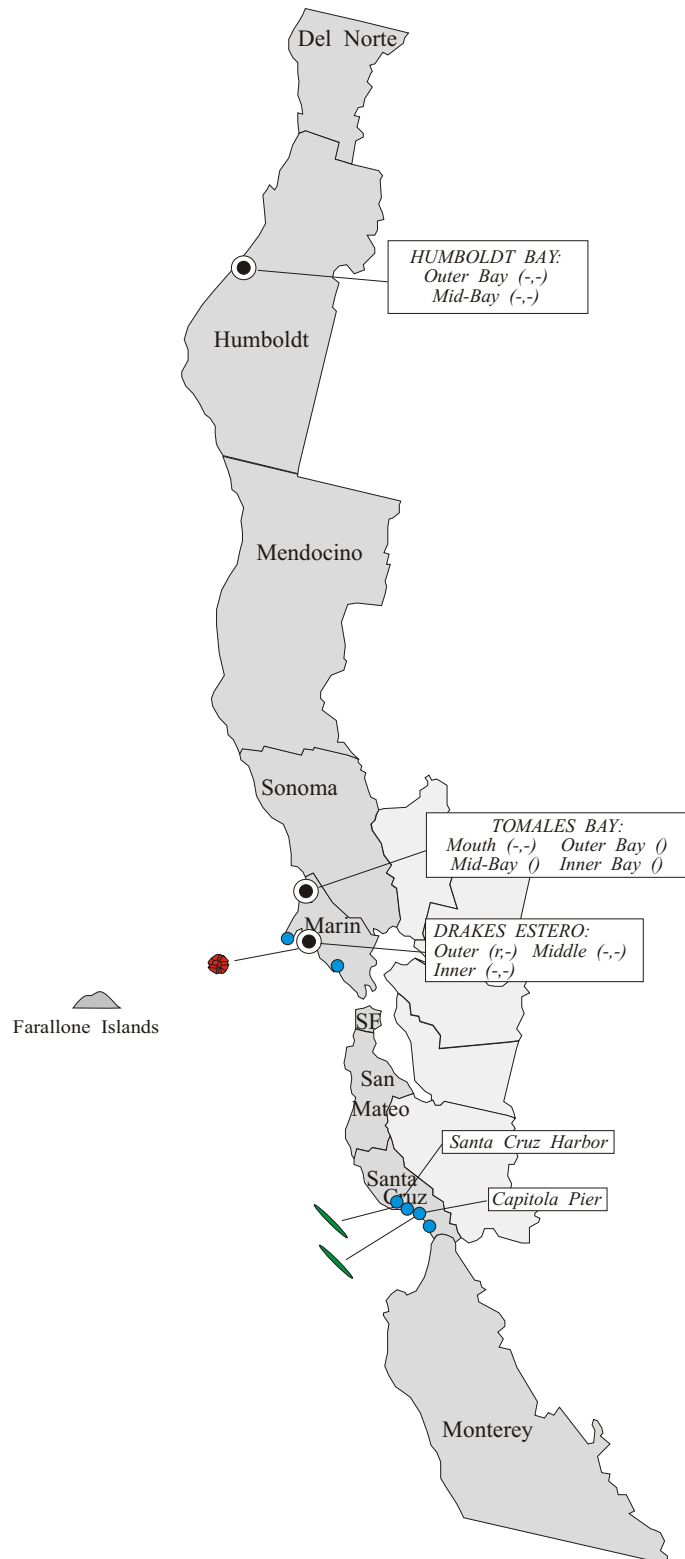 Del Norte
HUMBOLDT BAY:
Outer Bay (-,-)
Mid-Bay (-,-)
Humboldt
Mendocino
Sonoma
TOMALES BAY:
Mouth (-,-) Outer Bay ()
Mid-Bay () Inner Bay ()
Marin
DRAKES ESTERO:
Outer (r,-) Middle (-,-)
Inner (-,-)
Farallone Islands
SF
San
Mateo
Santa Cruz Harbor
Santa
Cruz
Capitola Pier
Monterey